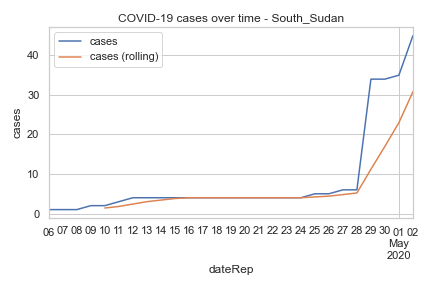 COVID-19 cases over time - South_Sudan
cases
cases (rolling)
40
30
20
10
0
cases
06 07 08 09 10 11 12 13 14 15 16 17 18 19 20 21 22 23 24 25 26 27 28 29 30 01 02
May
2020
dateRep